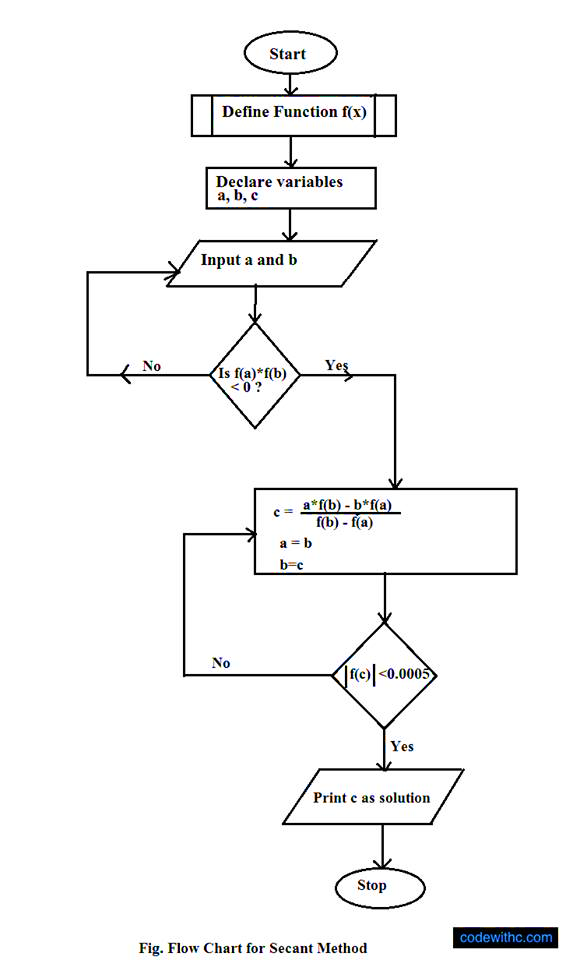 Start
Define Function f(x)
Declare variables
a, b, c
Input a and b
No
Is f(a)*f(b)
< 0 ?
Yes
c = a*f(b) - b*f(a)
f(b) - f(a)
a = b
b=c
No
|f(c)|<0.0005
Yes
Print c as solution
Stop
Fig. Flow Chart for Secant Method
codewithc.com